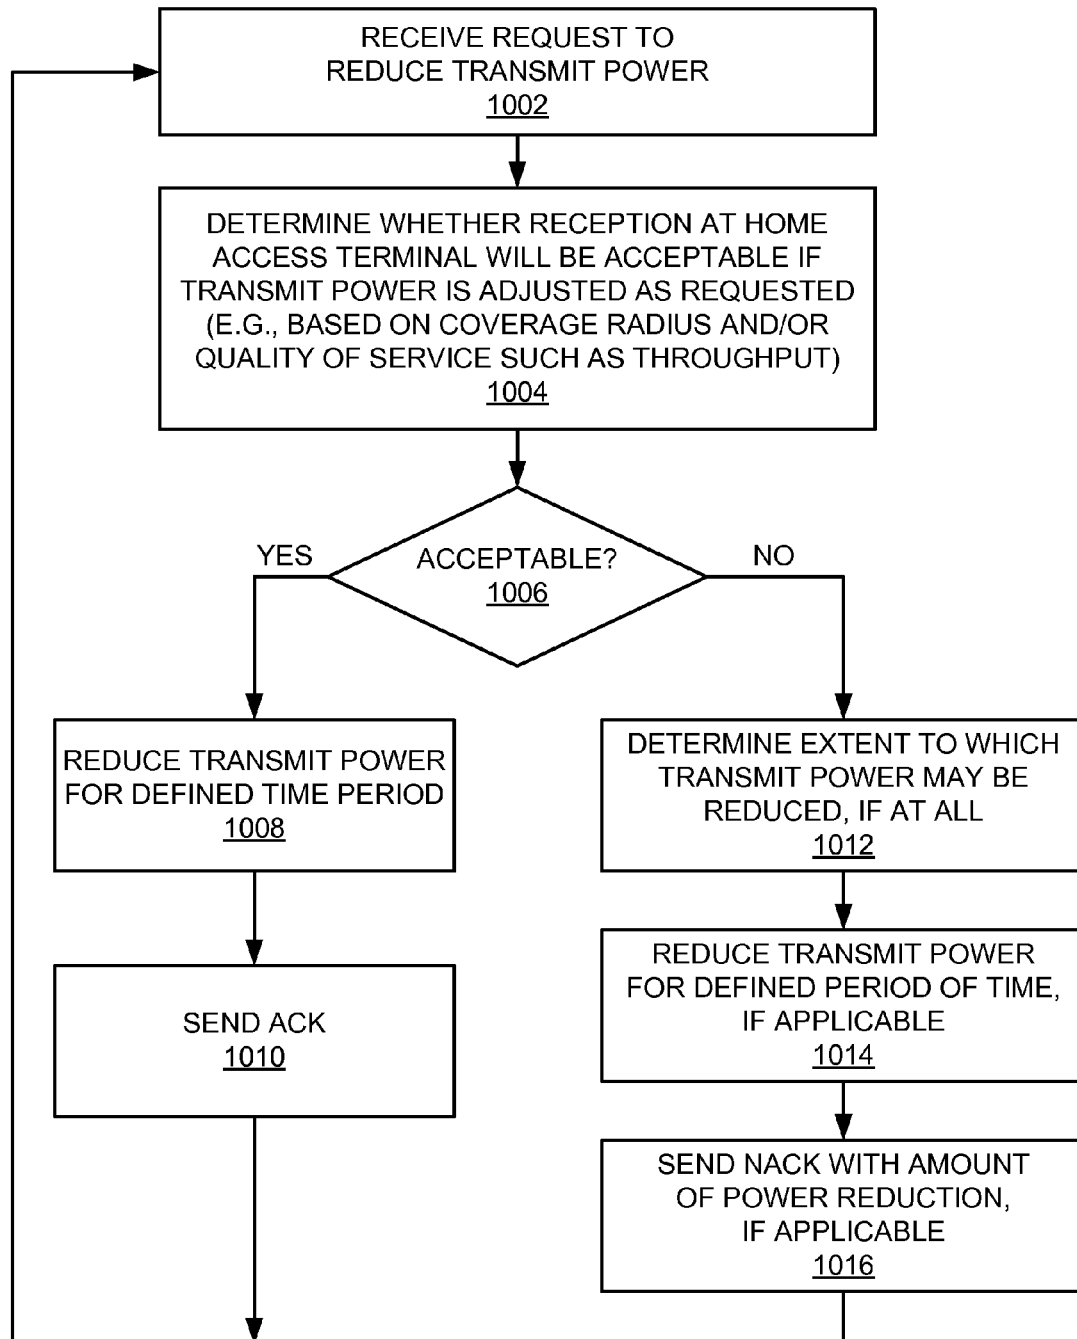 RECEIVE REQUEST TO
REDUCE TRANSMIT POWER
1002
DETERMINE WHETHER RECEPTION AT HOME
ACCESS TERMINAL WILL BE ACCEPTABLE IF
TRANSMIT POWER IS ADJUSTED AS REQUESTED
(E.G., BASED ON COVERAGE RADIUS AND/OR
QUALITY OF SERVICE SUCH AS THROUGHPUT)
1004
ACCEPTABLE?
1006
YES
NO
REDUCE TRANSMIT POWER
FOR DEFINED TIME PERIOD
1008
SEND ACK
1010
DETERMINE EXTENT TO WHICH
TRANSMIT POWER MAY BE
REDUCED, IF AT ALL
1012
REDUCE TRANSMIT POWER
FOR DEFINED PERIOD OF TIME,
IF APPLICABLE
1014
SEND NACK WITH AMOUNT
OF POWER REDUCTION,
IF APPLICABLE
1016